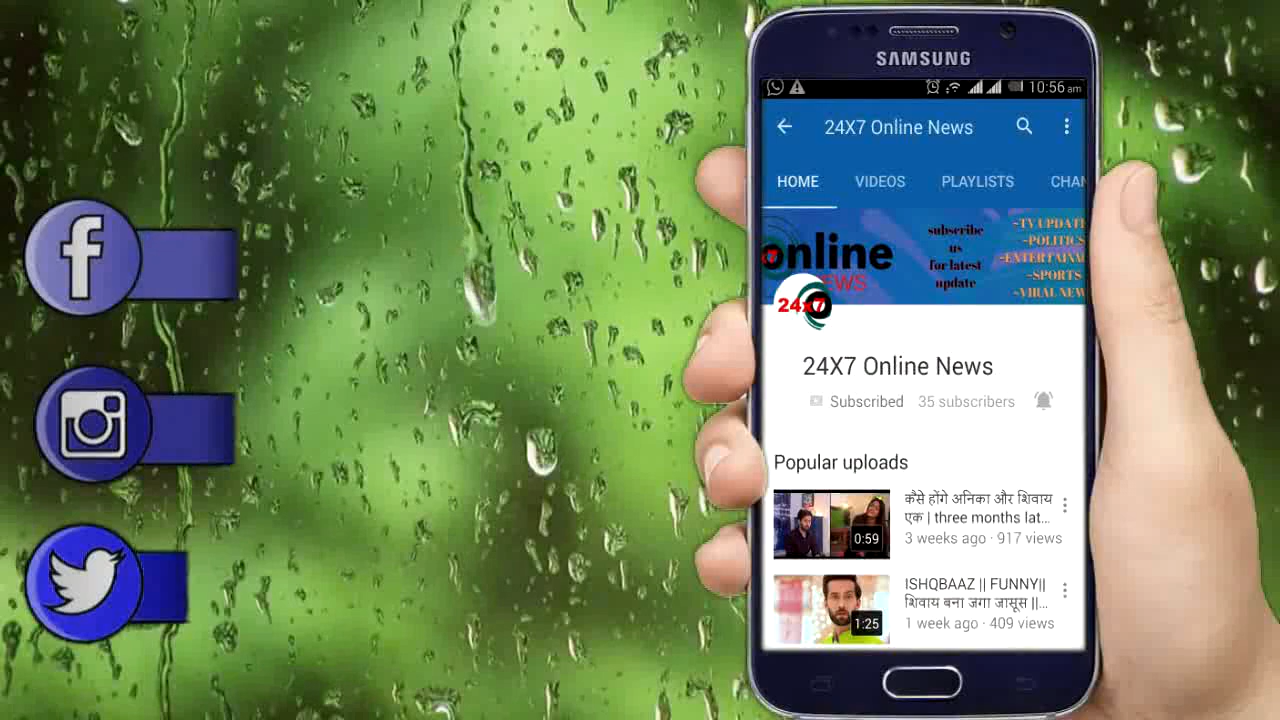 SAMSUNG
10:56 am
24X7 Online News
HOME VIDEOS PLAYLISTS CHAN
online
NEWS
subscribe
us
for latest
update
~TV UPDATE
~POLITICS
~ENTERTAINM
~SPORTS
~VIRAL NEW
24x7
24X7 Online News
Subscribed 35 subscribers
Popular uploads
कैसे होंगे अनिका और शिवाय
एक | three months lat...
3 weeks ago · 917 views
0:59
ISHQBAAZ || FUNNY||
शिवाय बना जगा जासूस ||...
1 week ago · 409 views
1:25